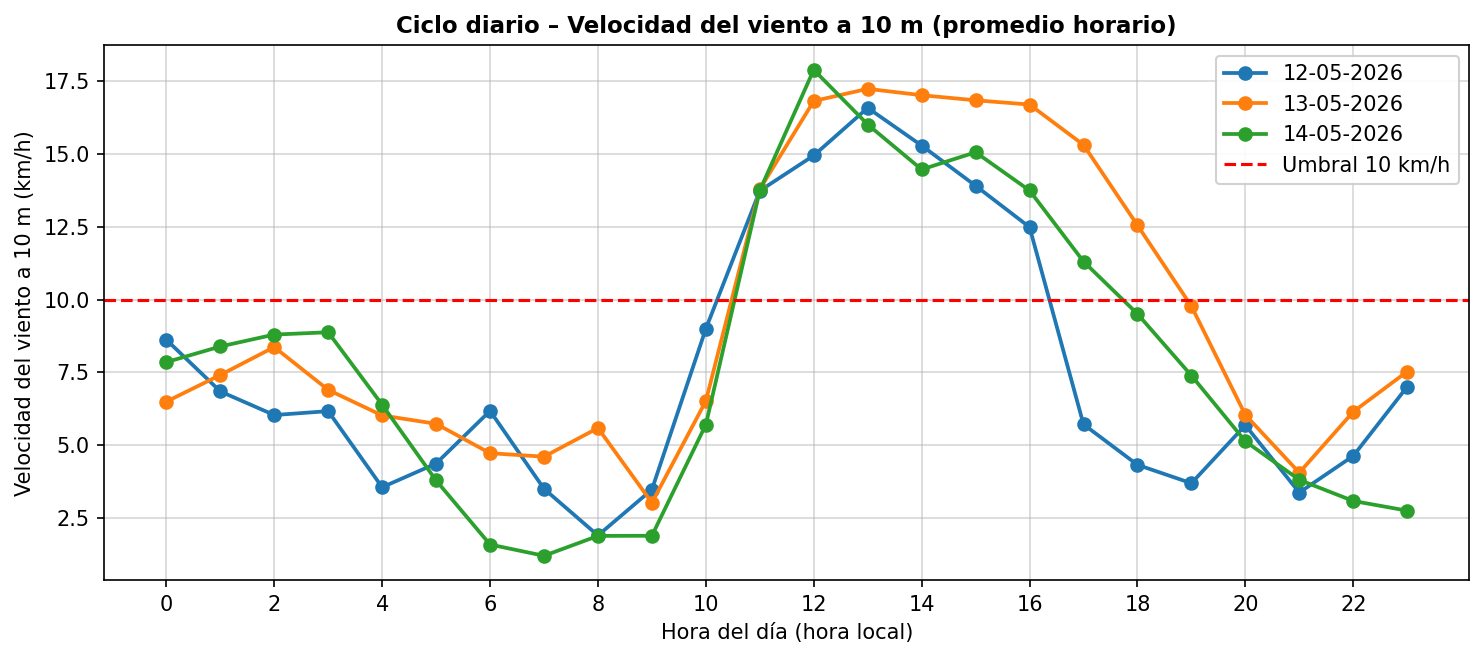 Ciclo diario – Velocidad del viento a 10 m (promedio horario)
Velocidad del viento a 10 m (km/h)
17.5
15.0
12.5
10.0
7.5
5.0
2.5
12-05-2026
13-05-2026
14-05-2026
Umbral 10 km/h
0 2 4 6 8 10 12 14 16 18 20 22
Hora del día (hora local)